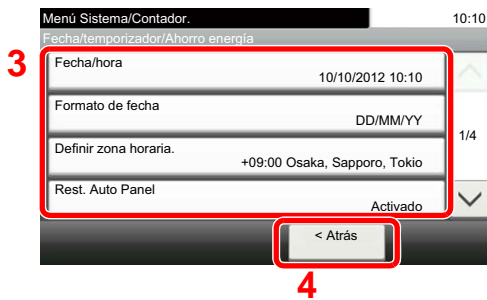 Menú Sistema/Contador.
10:10
Fecha/temporizador/Ahorro energía
3
Fecha/hora
10/10/2012 10:10
Formato de fecha
DD/MM/YY
1/4
Definir zona horaria.
+09:00 Osaka, Sapporo, Tokio
Rest. Auto Panel
Activado
< Atrás
4